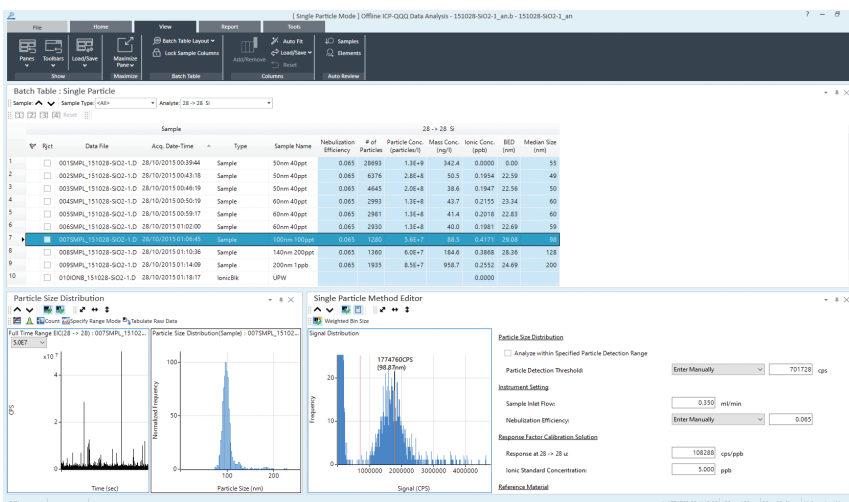 [ Single Particle Mode ] Offline ICP-QQQ Data Analysis - 151028-SIO2-1_an.b - 151028-SIO2-1_an
File Home View Report Tools
Panes Toolbars Load/Save Maximize Pane Batch Table Layout Lock Sample Columns Add/Remove Auto Fit Load/Save Reset Samples Elements
Show Maximize Batch Table Columns Auto Review
Batch Table : Single Particle
Sample: Sample Type: <All> Analyte: 28 -> 28 Si
[1] [2] [3] [4] Reset
Sample 28 -> 28 Si
Rjct Data File Acq. Date-Time Type Sample Name Nebulization Efficiency # of Particles Particle Conc. (particles/l) Mass Conc. (ng/l) Ionic Conc. (ppb) BED (nm) Median Size (nm)
1 001SMPL_151028-SiO2-1.D 28/10/2015 00:39:44 Sample 50nm 40ppt 0.065 28693 1.3E+9 342.4 0.0000 0.00 55
2 002SMPL_151028-SiO2-1.D 28/10/2015 00:43:18 Sample 50nm 40ppt 0.065 6376 2.8E+8 50.5 0.1954 22.59 49
3 003SMPL_151028-SiO2-1.D 28/10/2015 00:46:19 Sample 50nm 40ppt 0.065 4645 2.0E+8 38.6 0.1947 22.56 50
4 004SMPL_151028-SiO2-1.D 28/10/2015 00:50:19 Sample 60nm 40ppt 0.065 2993 1.3E+8 43.7 0.2155 23.34 60
5 005SMPL_151028-SiO2-1.D 28/10/2015 00:59:17 Sample 60nm 40ppt 0.065 2981 1.3E+8 41.4 0.2018 22.83 60
6 006SMPL_151028-SiO2-1.D 28/10/2015 01:02:00 Sample 60nm 40ppt 0.065 2930 1.3E+8 40.0 0.1981 22.69 59
7 007SMPL_151028-SiO2-1.D 28/10/2015 01:06:45 Sample 100nm 100ppt 0.065 1280 5.6E+7 88.5 0.4171 29.08 98
8 008SMPL_151028-SiO2-1.D 28/10/2015 01:10:36 Sample 140nm 200ppt 0.065 1360 6.0E+7 184.6 0.3868 28.36 128
9 009SMPL_151028-SiO2-1.D 28/10/2015 01:14:09 Sample 200nm 1ppb 0.065 1935 8.5E+7 958.7 0.2552 24.69 200
10 010IONB_151028-SiO2-1.D 28/10/2015 01:18:17 IonicBlk UPW 0.0000
Particle Size Distribution
Count Specify Range Mode Tabulate Raw Data
Full Time Range EIC(28 -> 28) : 007SMPL_15102...
5.0E7
x10 7
4
2
0
CPS
Time (sec)
Particle Size Distribution(Sample) : 007SMPL_15102...
100
50
0
Normalized Frequency
100 200
Particle Size (nm)
Single Particle Method Editor
Weighted Bin Size
Signal Distribution
1774760CPS
(98.87nm)
20
10
0
Frequency
1000000 2000000 3000000 4000000
Signal (CPS)
Particle Size Distribution
Analyze within Specified Particle Detection Range
Particle Detection Threshold: Enter Manually 701728 cps
Instrument Setting
Sample Inlet Flow: 0.350 ml/min
Nebulization Efficiency: Enter Manually 0.065
Response Factor Calibration Solution
Response at 28 -> 28 : 108288 cps/ppb
Ionic Standard Concentration: 5.000 ppb
Reference Material